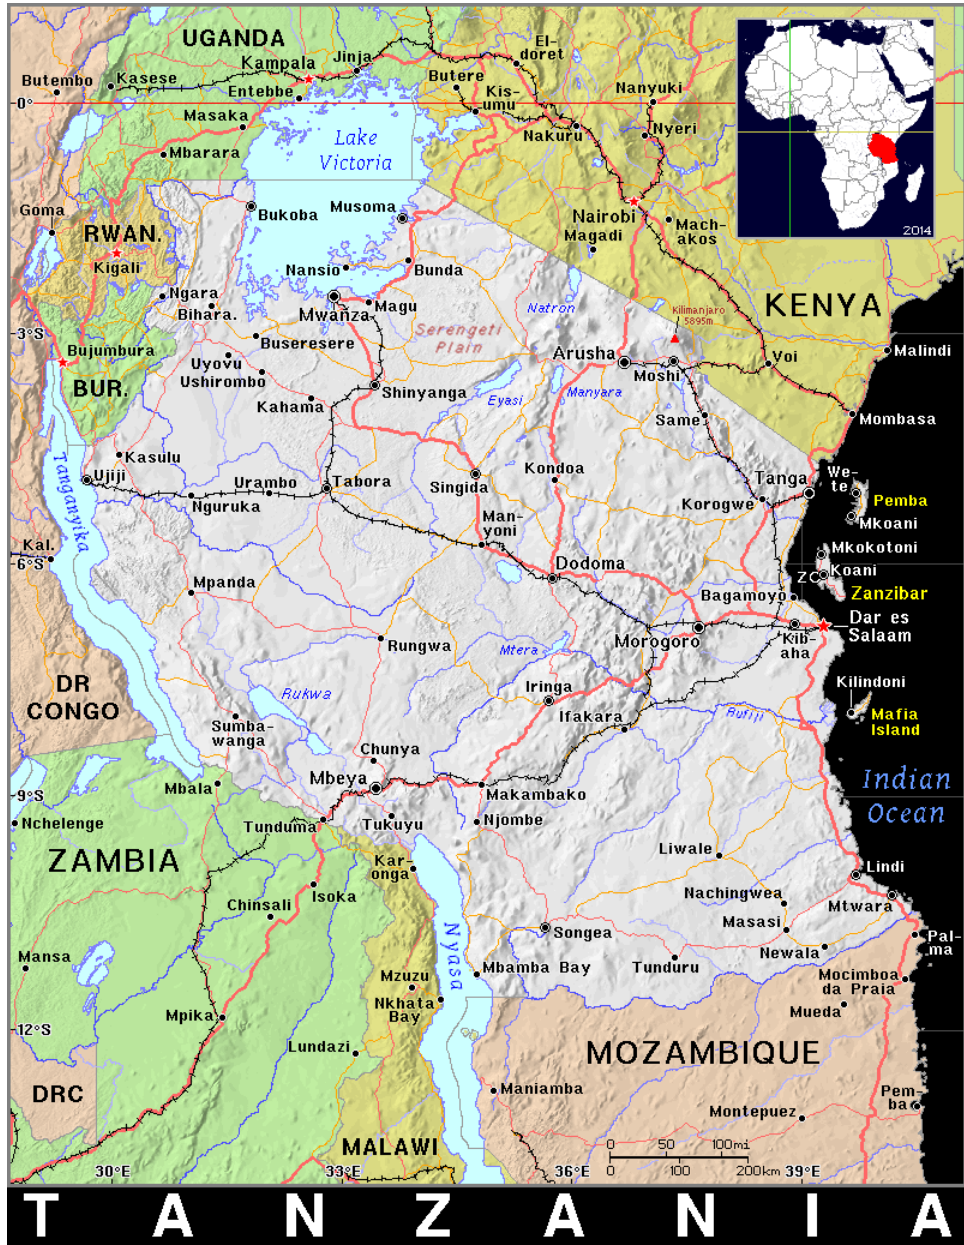 UGANDA
Kampala
Jinja
El-
doret
Butembo
Kasese
Entebbe
Butere
Kis-
umu
Nanyuki
0°
Masaka
Lake
Victoria
Nakuru
Nyeri
Mbarara
2014
Goma
Bukoba
Musoma
Nairobi
Mach-
akos
Magadi
RWAN.
Kigali
Nansio
Bunda
Ngara
Bihara.
Mwanza
Magu
Natron
Kilimanjaro
5895m
KENYA
3°S
Serengeti
Plain
Buseresere
Bujumbura
Uyovu
Ushirombo
Arusha
Moshi
Voi
Malindi
BUR.
Shinyanga
Eyasi
Manyara
Kahama
Same
Mombasa
Kasulu
Ujiji
Tanganyika
Urambo
Nguruka
Tabora
Singida
Kondoa
Tanga
Korogwe
We-
te
Pemba
Mkoani
Man-
yoni
Kal.
6°S
Mkokotoni
ZC
Koani
Zanzibar
Dodoma
Mpanda
Bagamoyo
Dar es
Salaam
Rungwa
Mtera
Morogoro
Kib-
aha
DR
CONGO
Rukwa
Iringa
Ifakara
Rufiji
Kilindoni
Mafia
Island
Sumba-
wanga
Chunya
Mbeya
Mbala
Makambako
Indian
Ocean
9°S
Nchelenge
Tunduma
Tukuyu
Njombe
ZAMBIA
Kar-
onga
Liwale
Lindi
Isoka
Chinsali
Nachingwea
Masasi
Mtwara
Songea
Newala
Pal-
ma
Mansa
Nyasa
Mbamba Bay
Tunduru
Mzuzu
Nkhata
Bay
Mocimboa
da Praia
Mueda
Mpika
12°S
Lundazi
MOZAMBIQUE
DRC
Maniamba
Montepuez
Pem-
ba
MALAWI
0 50 100mi
0 100 200km
30°E
33°E
36°E
39°E
TANZANIA